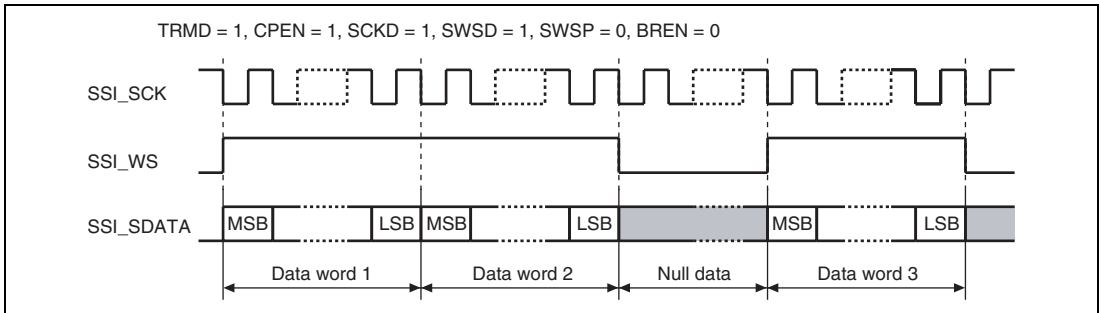 TRMD = 1, CPEN = 1, SCKD = 1, SWSD = 1, SWSP = 0, BREN = 0
SSI_SCK
SSI_WS
SSI_SDATA MSB LSB MSB LSB MSB LSB
Data word 1 Data word 2 Null data Data word 3